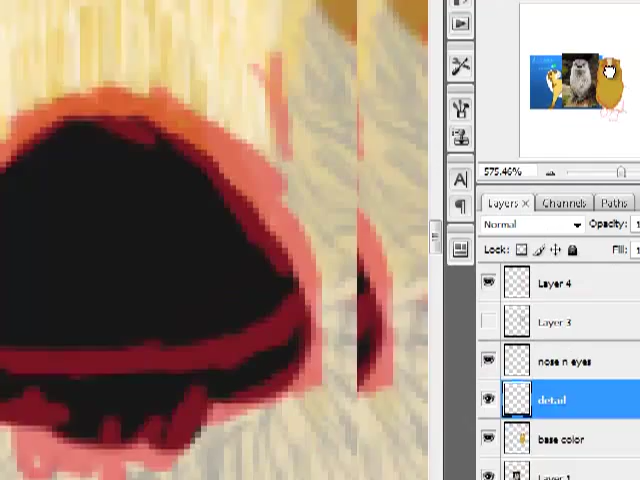 575.46%
Layers × Channels Paths
Normal Opacity:
Lock: Fill:
Layer 4
Layer 3
nose n eyes
detail
base color
Layer 1